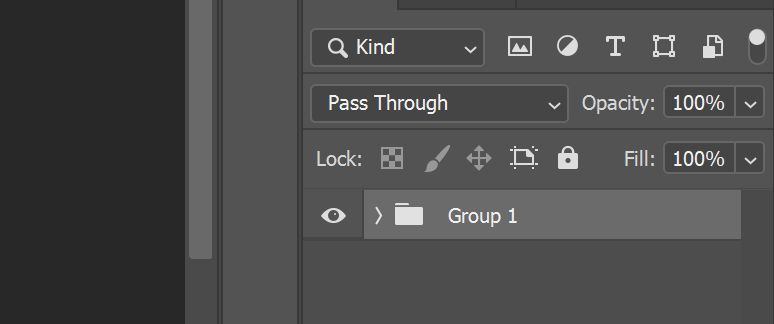 Kind
Pass Through Opacity: 100%
Lock: Fill: 100%
Group 1